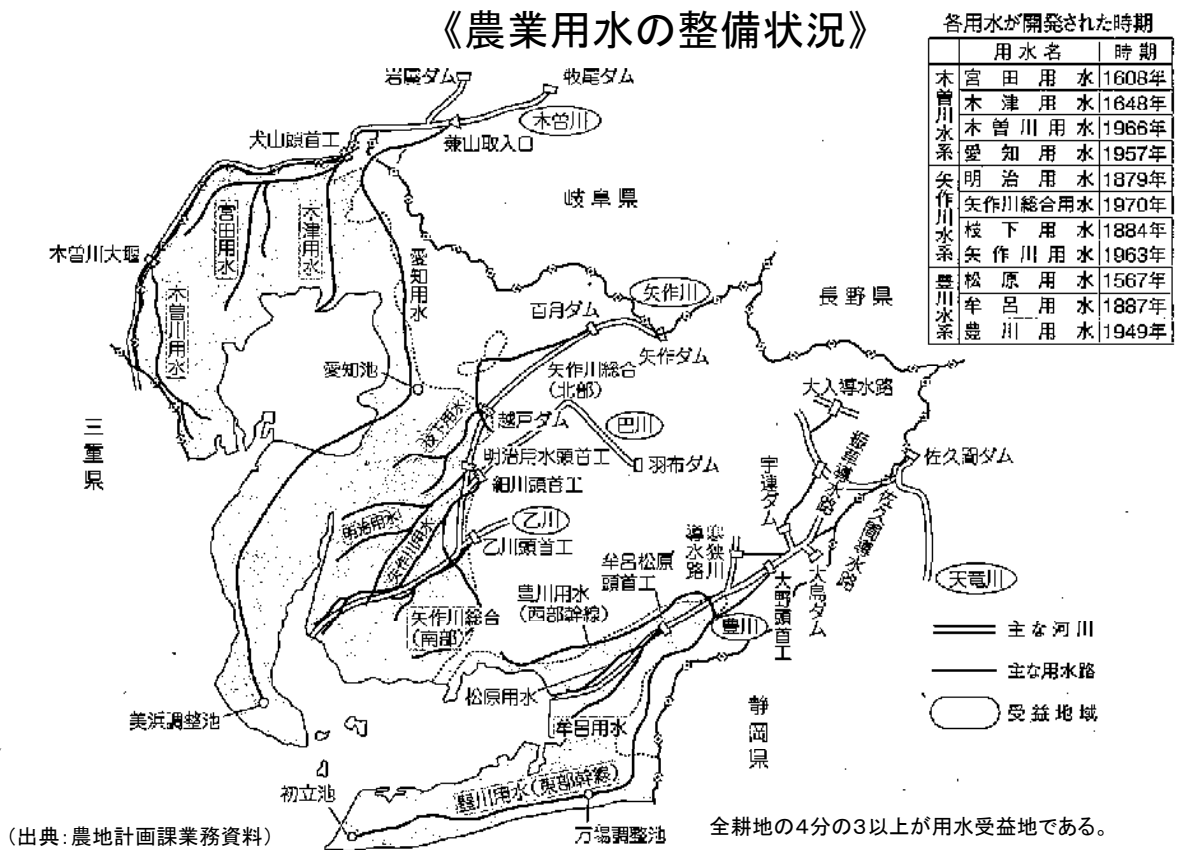 《農業用水の整備状況》
各用水が開発された時期
用水名 時期
木曽川水系
宮田用水 1608年
木津用水 1648年
木曽川用水 1966年
愛知用水 1957年
矢作川水系
明治用水 1879年
矢作川総合用水 1970年
枝下用水 1884年
矢作川用水 1963年
豊川水系
松原用水 1567年
牟呂用水 1887年
豊川用水 1949年
岩屋ダム
牧尾ダム
木曽川
犬山頭首工
兼山取入口
岐阜県
宮田用水
木津用水
木曽川大堰
愛知用水
木曽川用水
矢作川
長野県
百月ダム
矢作ダム
愛知池
矢作川総合
(北部)
大入導水路
三重県
枝下用水
越戸ダム
巴川
羽布ダム
明治用水頭首工
細川頭首工
佐久間ダム
振草導水路
宇連ダム
佐久間導水路
明治用水
矢作川用水
乙川
乙川頭首工
寒狭川
導水路
牟呂松原
頭首工
大島ダム
天竜川
豊川用水
(西部幹線)
大野頭首工
矢作川総合
(南部)
豊川
主な河川
主な用水路
受益地域
松原用水
美浜調整池
牟呂用水
静岡県
初立池
豊川用水(東部幹線)
万場調整池
(出典:農地計画課業務資料)
全耕地の4分の3以上が用水受益地である。